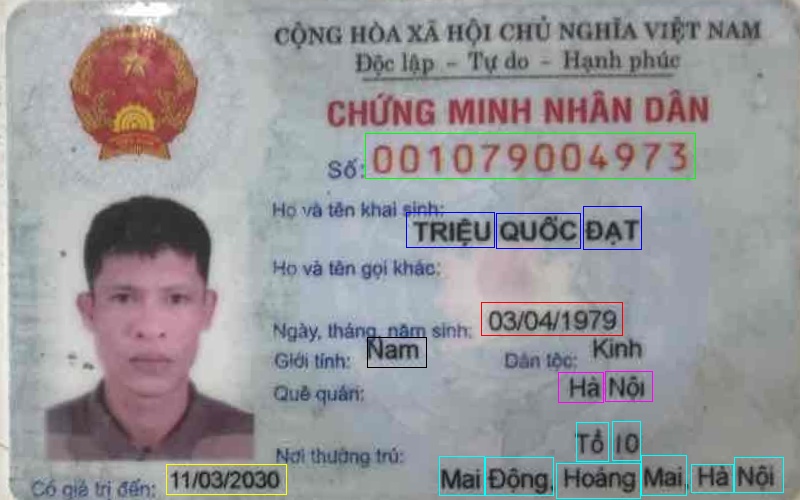 CỘNG HÒA XÃ HỘI CHỦ NGHĨA VIỆT NAM
Độc lập - Tự do - Hạnh phúc
CHỨNG MINH NHÂN DÂN
Số: 001079004973
Họ và tên khai sinh:
TRIỆU QUỐC ĐẠT
Họ và tên gọi khác:
Ngày, tháng, năm sinh: 03/04/1979
Giới tính: Nam Dân tộc: Kinh
Quê quán: Hà Nội
Nơi thường trú: Tổ 10
Mai Động, Hoáng Mai, Hà Nội
Có giá trị đến: 11/03/2030